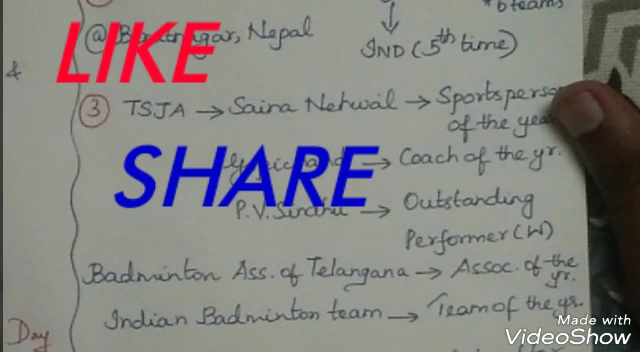 *6 teams
@ Biratnagar, Nepal
IND (5th time)
&
LIKE
3 TSJA → Saina Nehwal → Sportsperson
of the year
SHARE
→ Coach of the yr.
P.V. Sindhu → Outstanding
Performer (W)
Badminton Ass. of Telangana → Assoc. of the
yr.
Indian Badminton team → Team of the yr.
Day
Made with
VideoShow